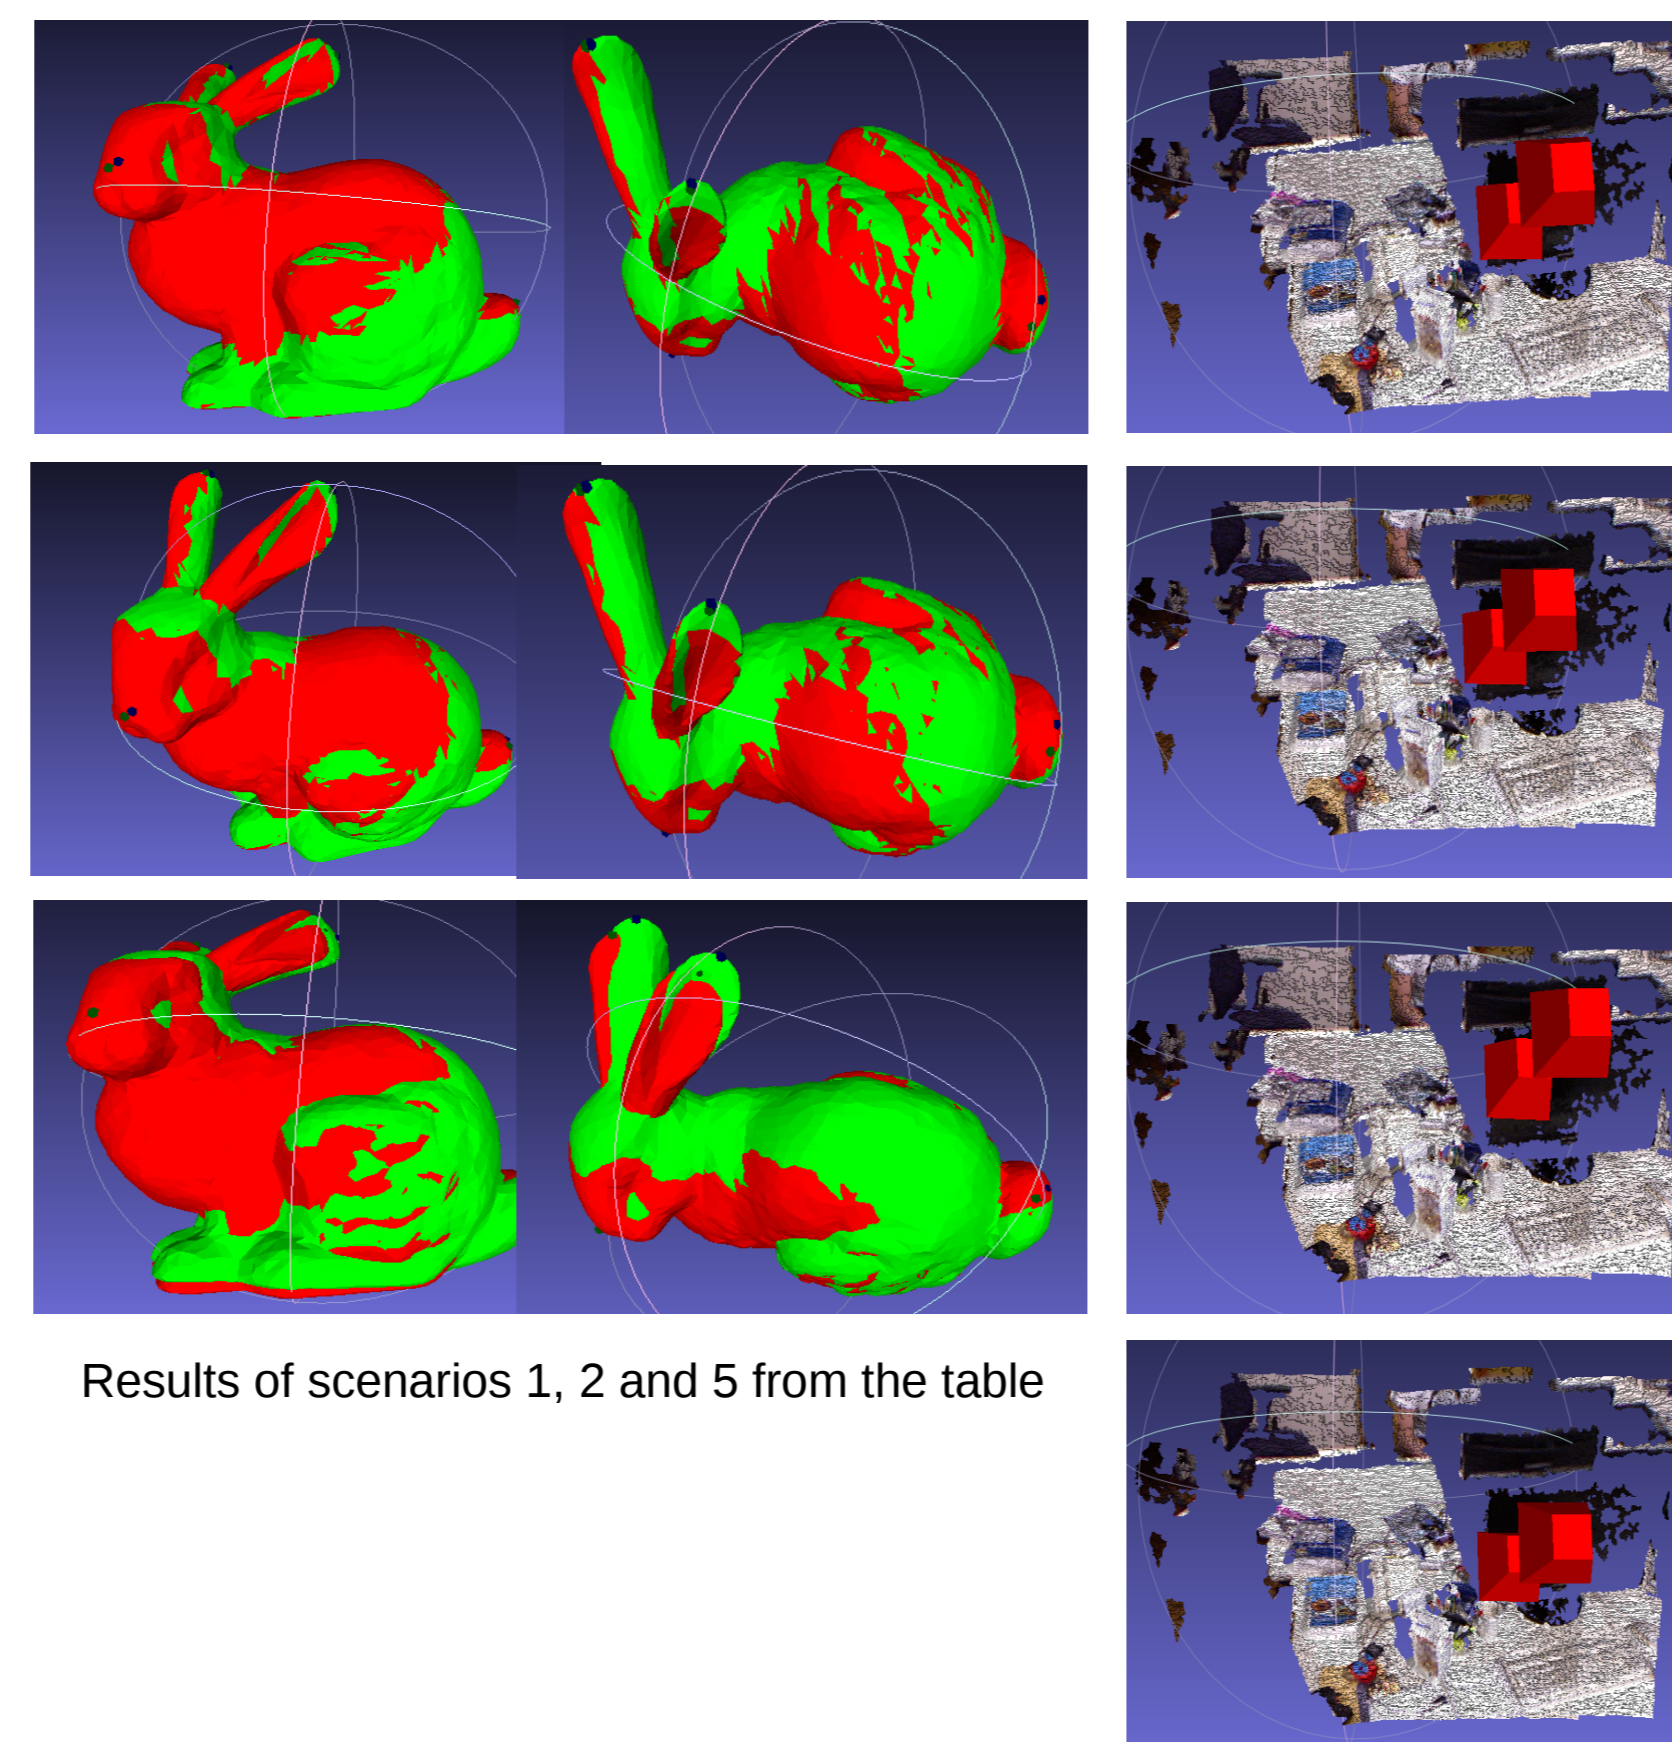 Results of scenarios 1, 2 and 5 from the table